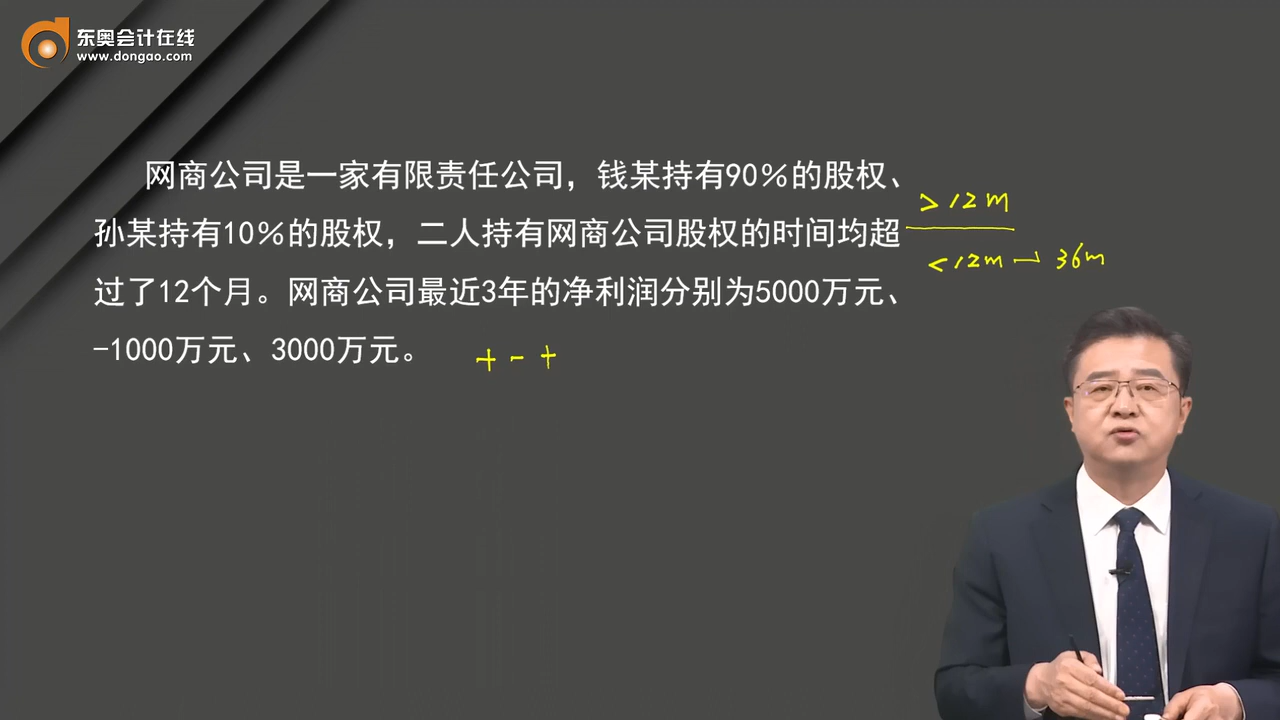 东奥会计在线
www.dongao.com
网商公司是一家有限责任公司，钱某持有90%的股权、
孙某持有10%的股权，二人持有网商公司股权的时间均超
过了12个月。网商公司最近3年的净利润分别为5000万元、
-1000万元、3000万元。
>12m
<12m → 36m
+ - +